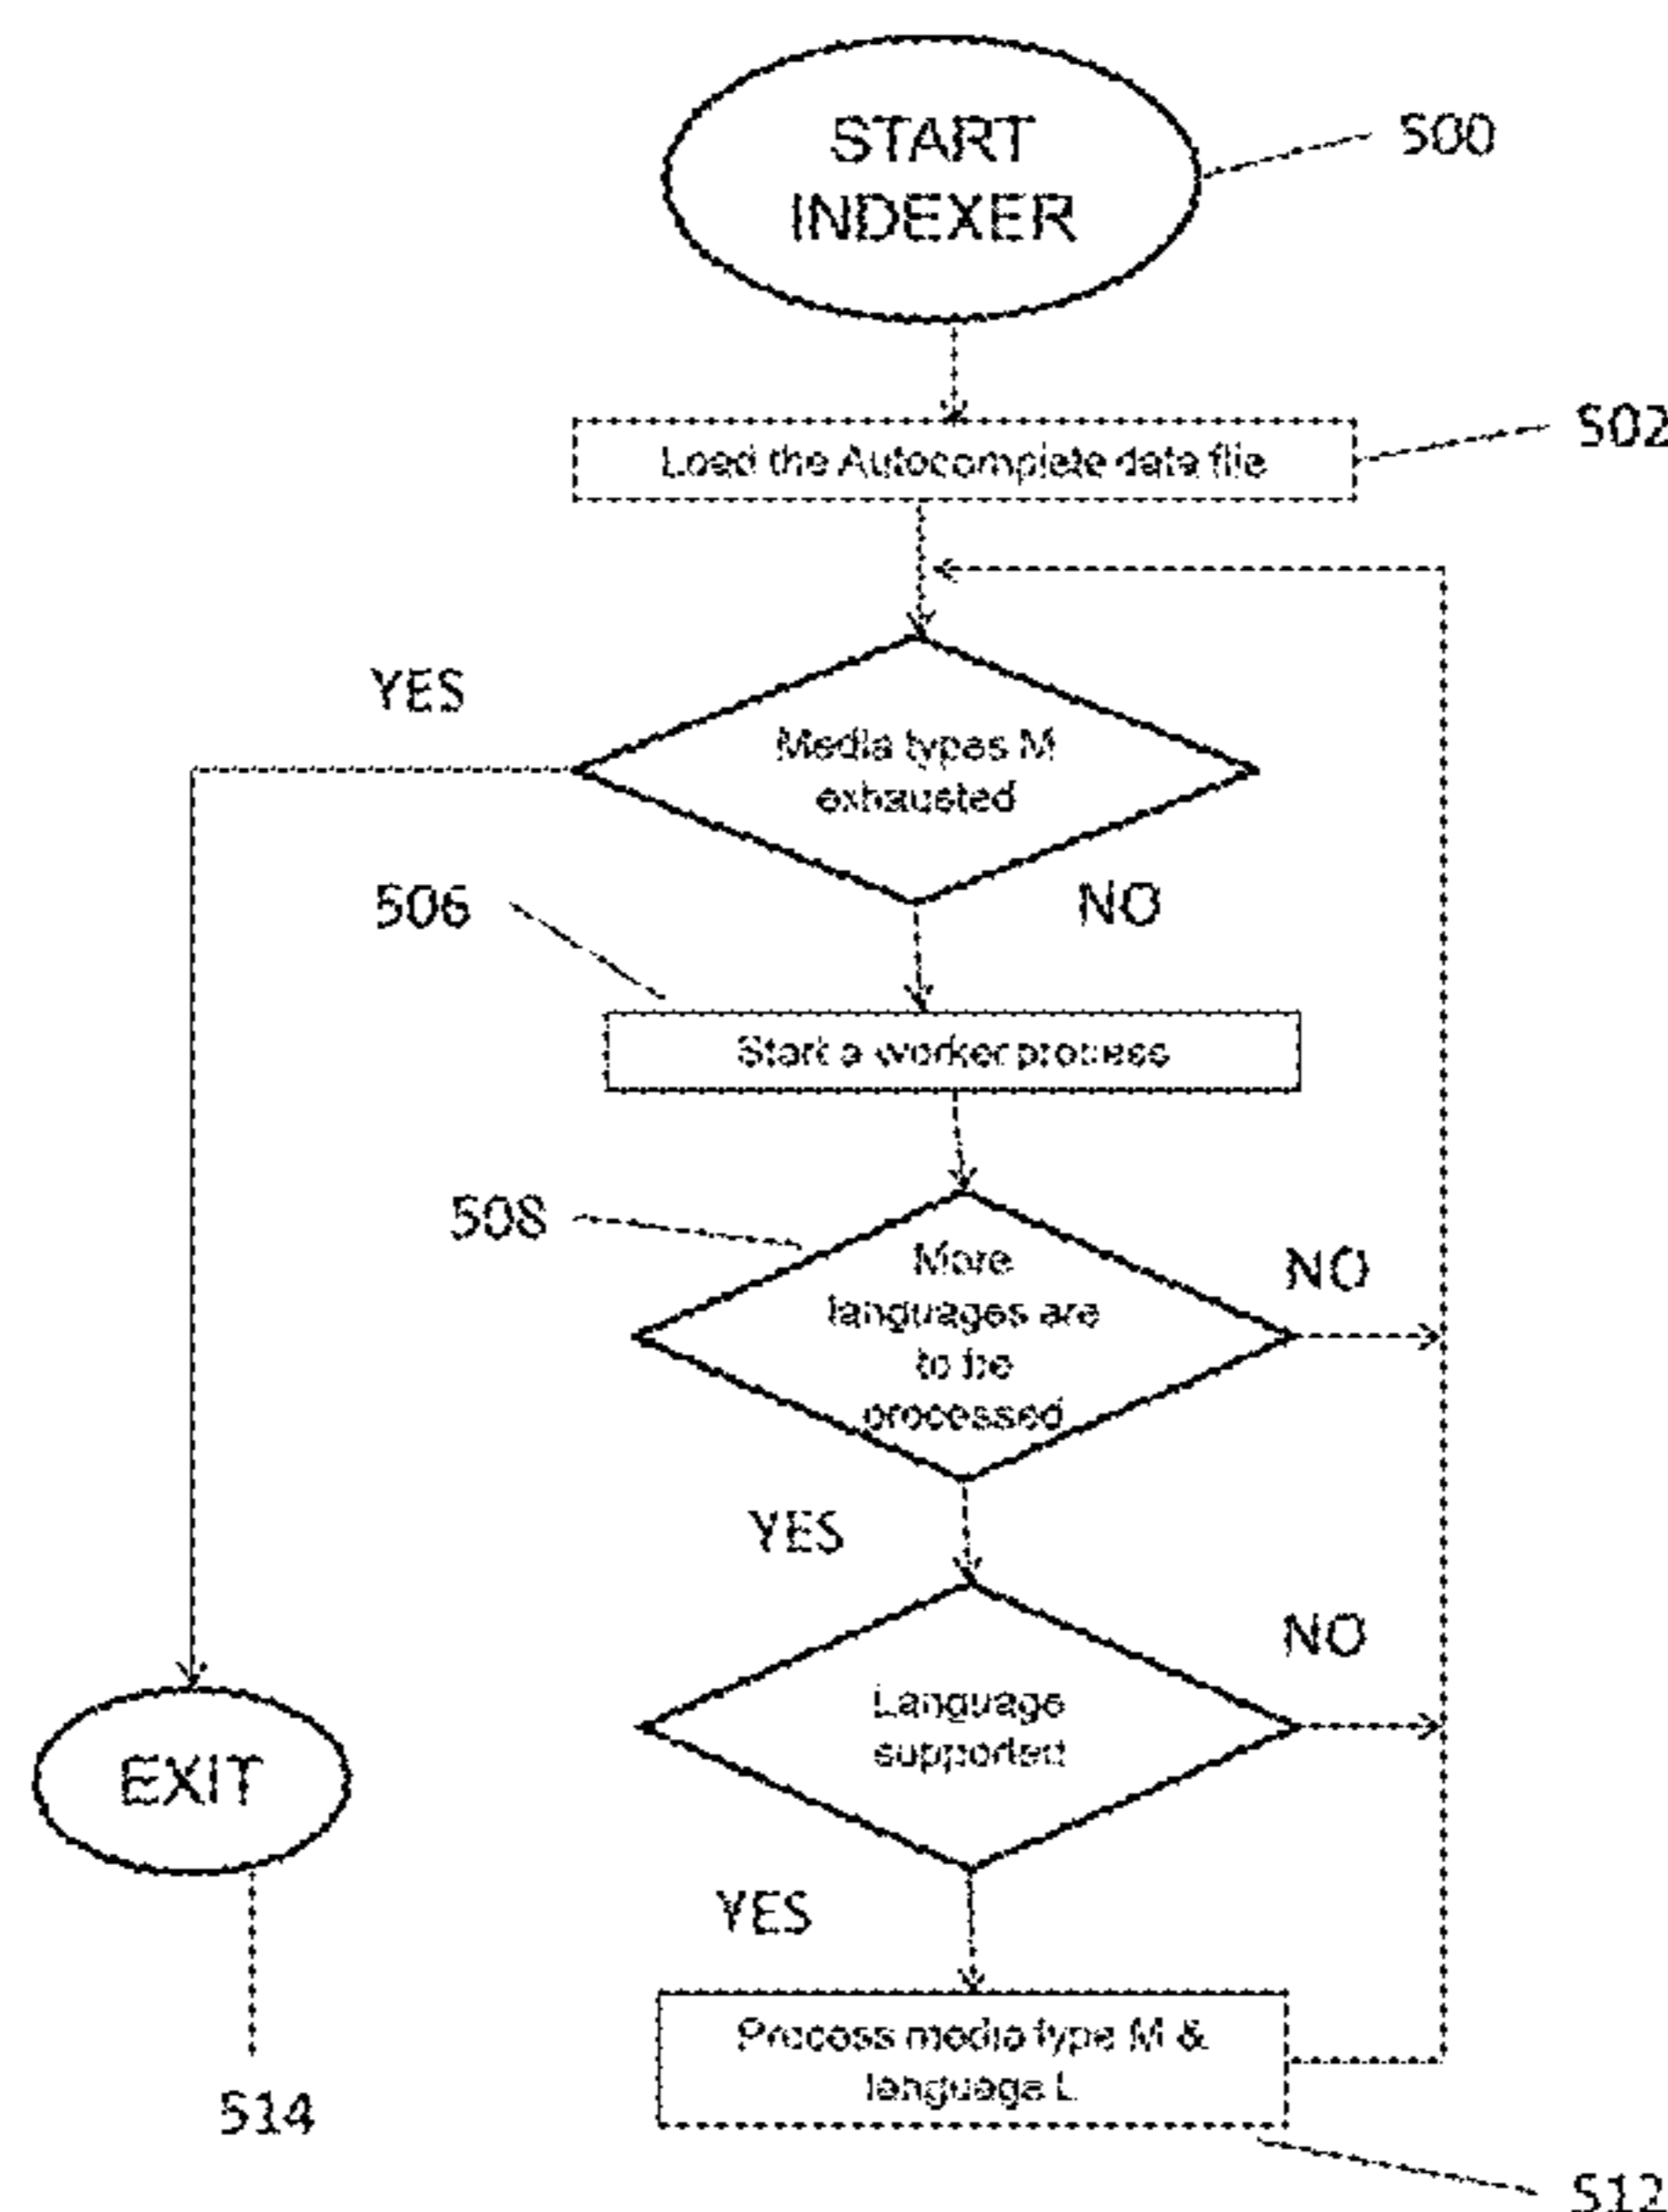 START
INDEXER
500
Load the Autocomplete data file
502
YES
Media types M
exhausted
NO
506
Start a worker process
508
More
languages are
to be
processed
NO
YES
Language
supported
NO
EXIT
YES
Process media type M &
language L
514
512